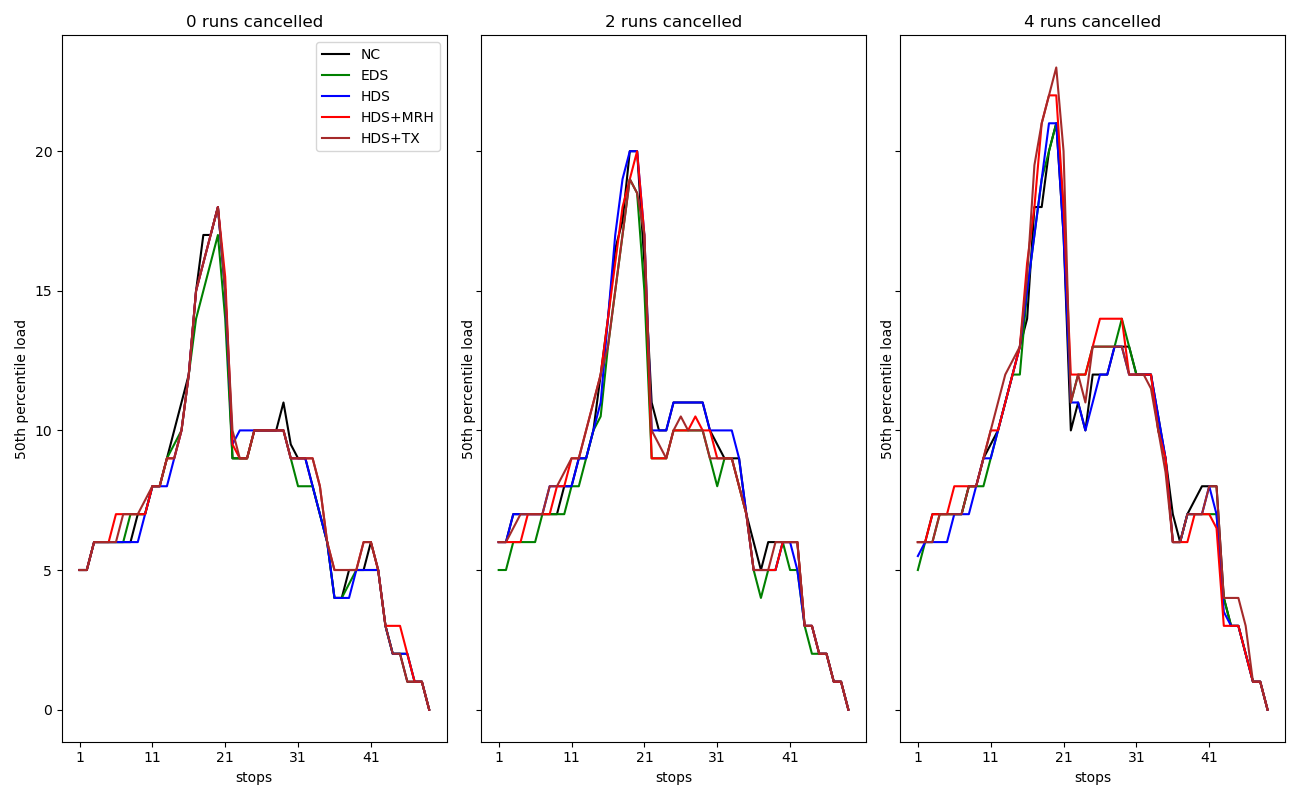 0 runs cancelled
2 runs cancelled
4 runs cancelled
NC
EDS
HDS
HDS+MRH
HDS+TX
50th percentile load
50th percentile load
50th percentile load
20
15
10
5
0
1 11 21 31 41
1 11 21 31 41
1 11 21 31 41
stops
stops
stops